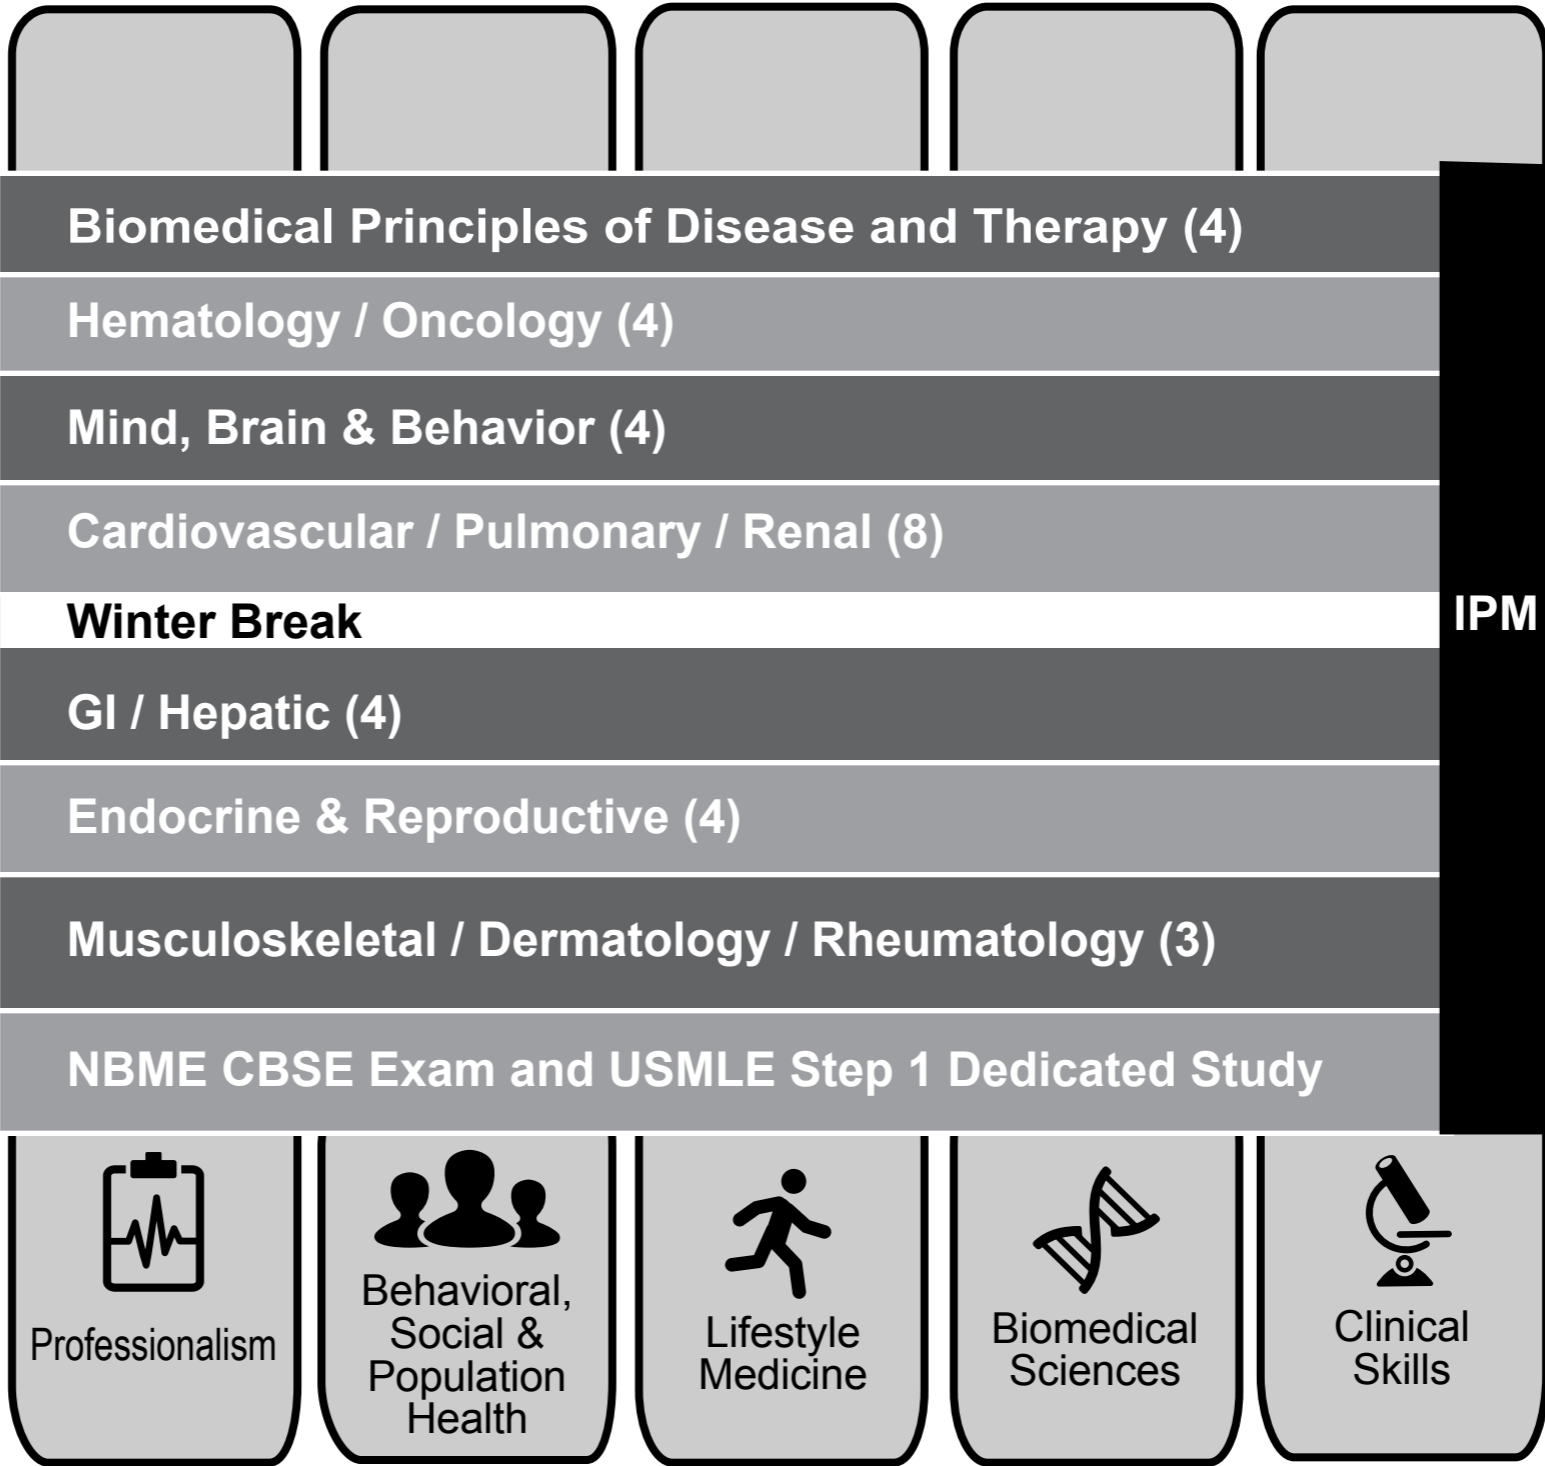 Biomedical Principles of Disease and Therapy (4)
Hematology / Oncology (4)
Mind, Brain & Behavior (4)
Cardiovascular / Pulmonary / Renal (8)
Winter Break
IPM
GI / Hepatic (4)
Endocrine & Reproductive (4)
Musculoskeletal / Dermatology / Rheumatology (3)
NBME CBSE Exam and USMLE Step 1 Dedicated Study
Professionalism
Behavioral,
Social &
Population
Health
Lifestyle
Medicine
Biomedical
Sciences
Clinical
Skills